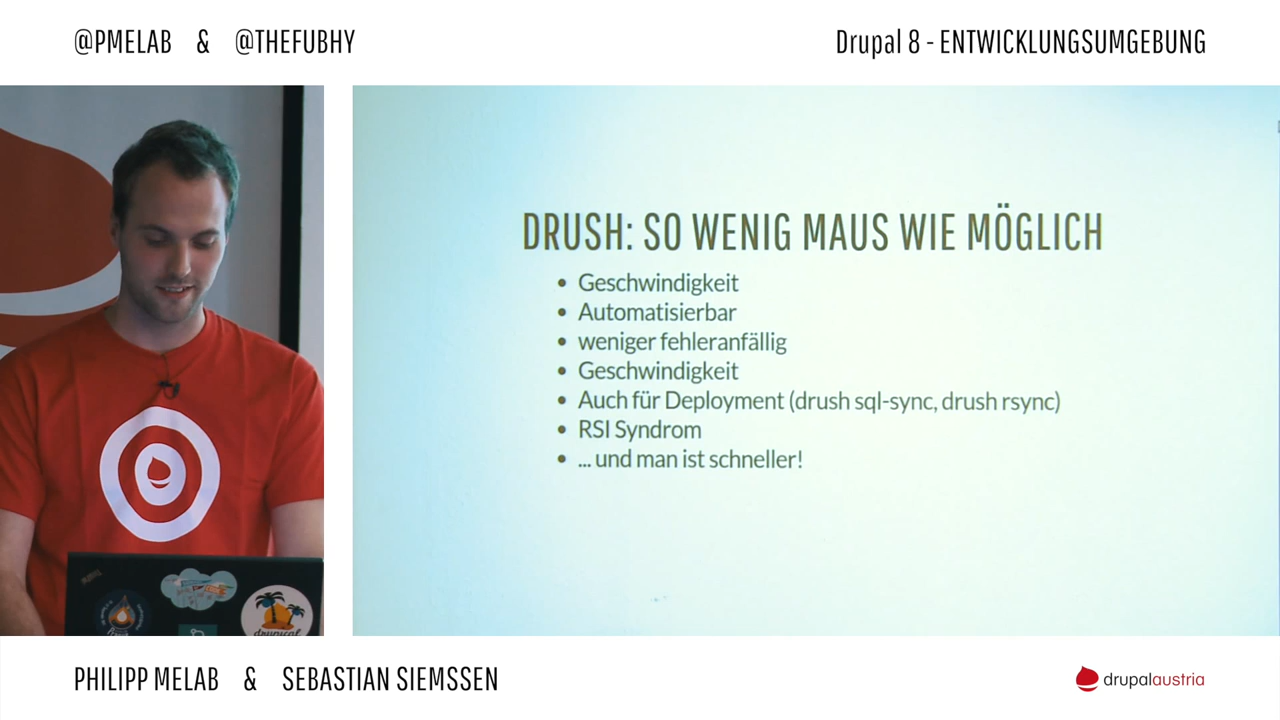 @PMELAB & @THEFUBHY
Drupal 8 - ENTWICKLUNGSUMGEBUNG
DRUSH: SO WENIG MAUS WIE MÖGLICH
• Geschwindigkeit
• Automatisierbar
• weniger fehleranfällig
• Geschwindigkeit
• Auch für Deployment (drush sql-sync, drush rsync)
• RSI Syndrom
• ... und man ist schneller!
drupical
PHILIPP MELAB & SEBASTIAN SIEMSSEN
drupalaustria